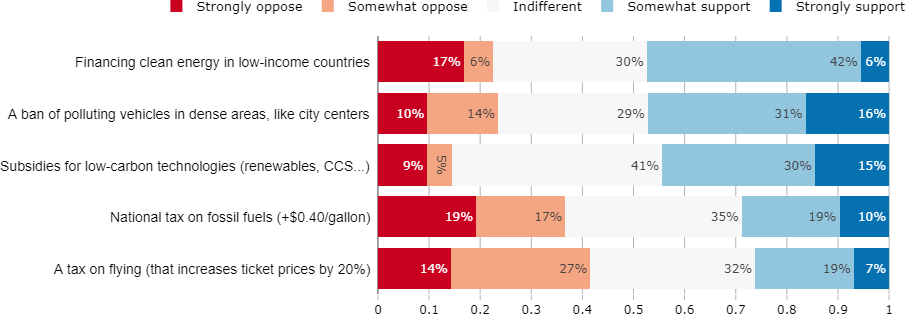 Strongly oppose Somewhat oppose Indifferent Somewhat support Strongly support
Financing clean energy in low-income countries 17% 6% 30% 42% 6%
A ban of polluting vehicles in dense areas, like city centers 10% 14% 29% 31% 16%
Subsidies for low-carbon technologies (renewables, CCS...) 9% 5% 41% 30% 15%
National tax on fossil fuels (+$0.40/gallon) 19% 17% 35% 19% 10%
A tax on flying (that increases ticket prices by 20%) 14% 27% 32% 19% 7%
0 0.1 0.2 0.3 0.4 0.5 0.6 0.7 0.8 0.9 1